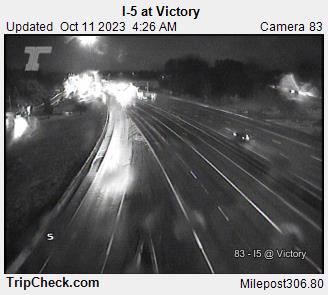 I-5 at Victory
Updated Oct 11 2023 4:26 AM Camera 83
T
S
83 - I5 @ Victory
TripCheck.com Milepost306.80